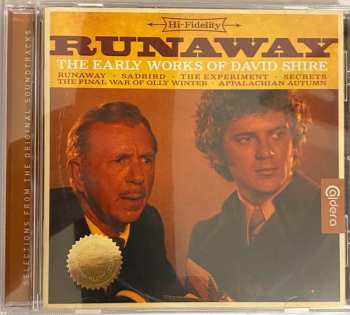 Hi-Fidelity
RUNAWAY
THE EARLY WORKS OF DAVID SHIRE
RUNAWAY · SADBIRD · THE EXPERIMENT · SECRETS
THE FINAL WAR OF OLLY WINTER · APPALACHIAN AUTUMN
Caldera
SELECTIONS FROM THE ORIGINAL SOUNDTRACKS